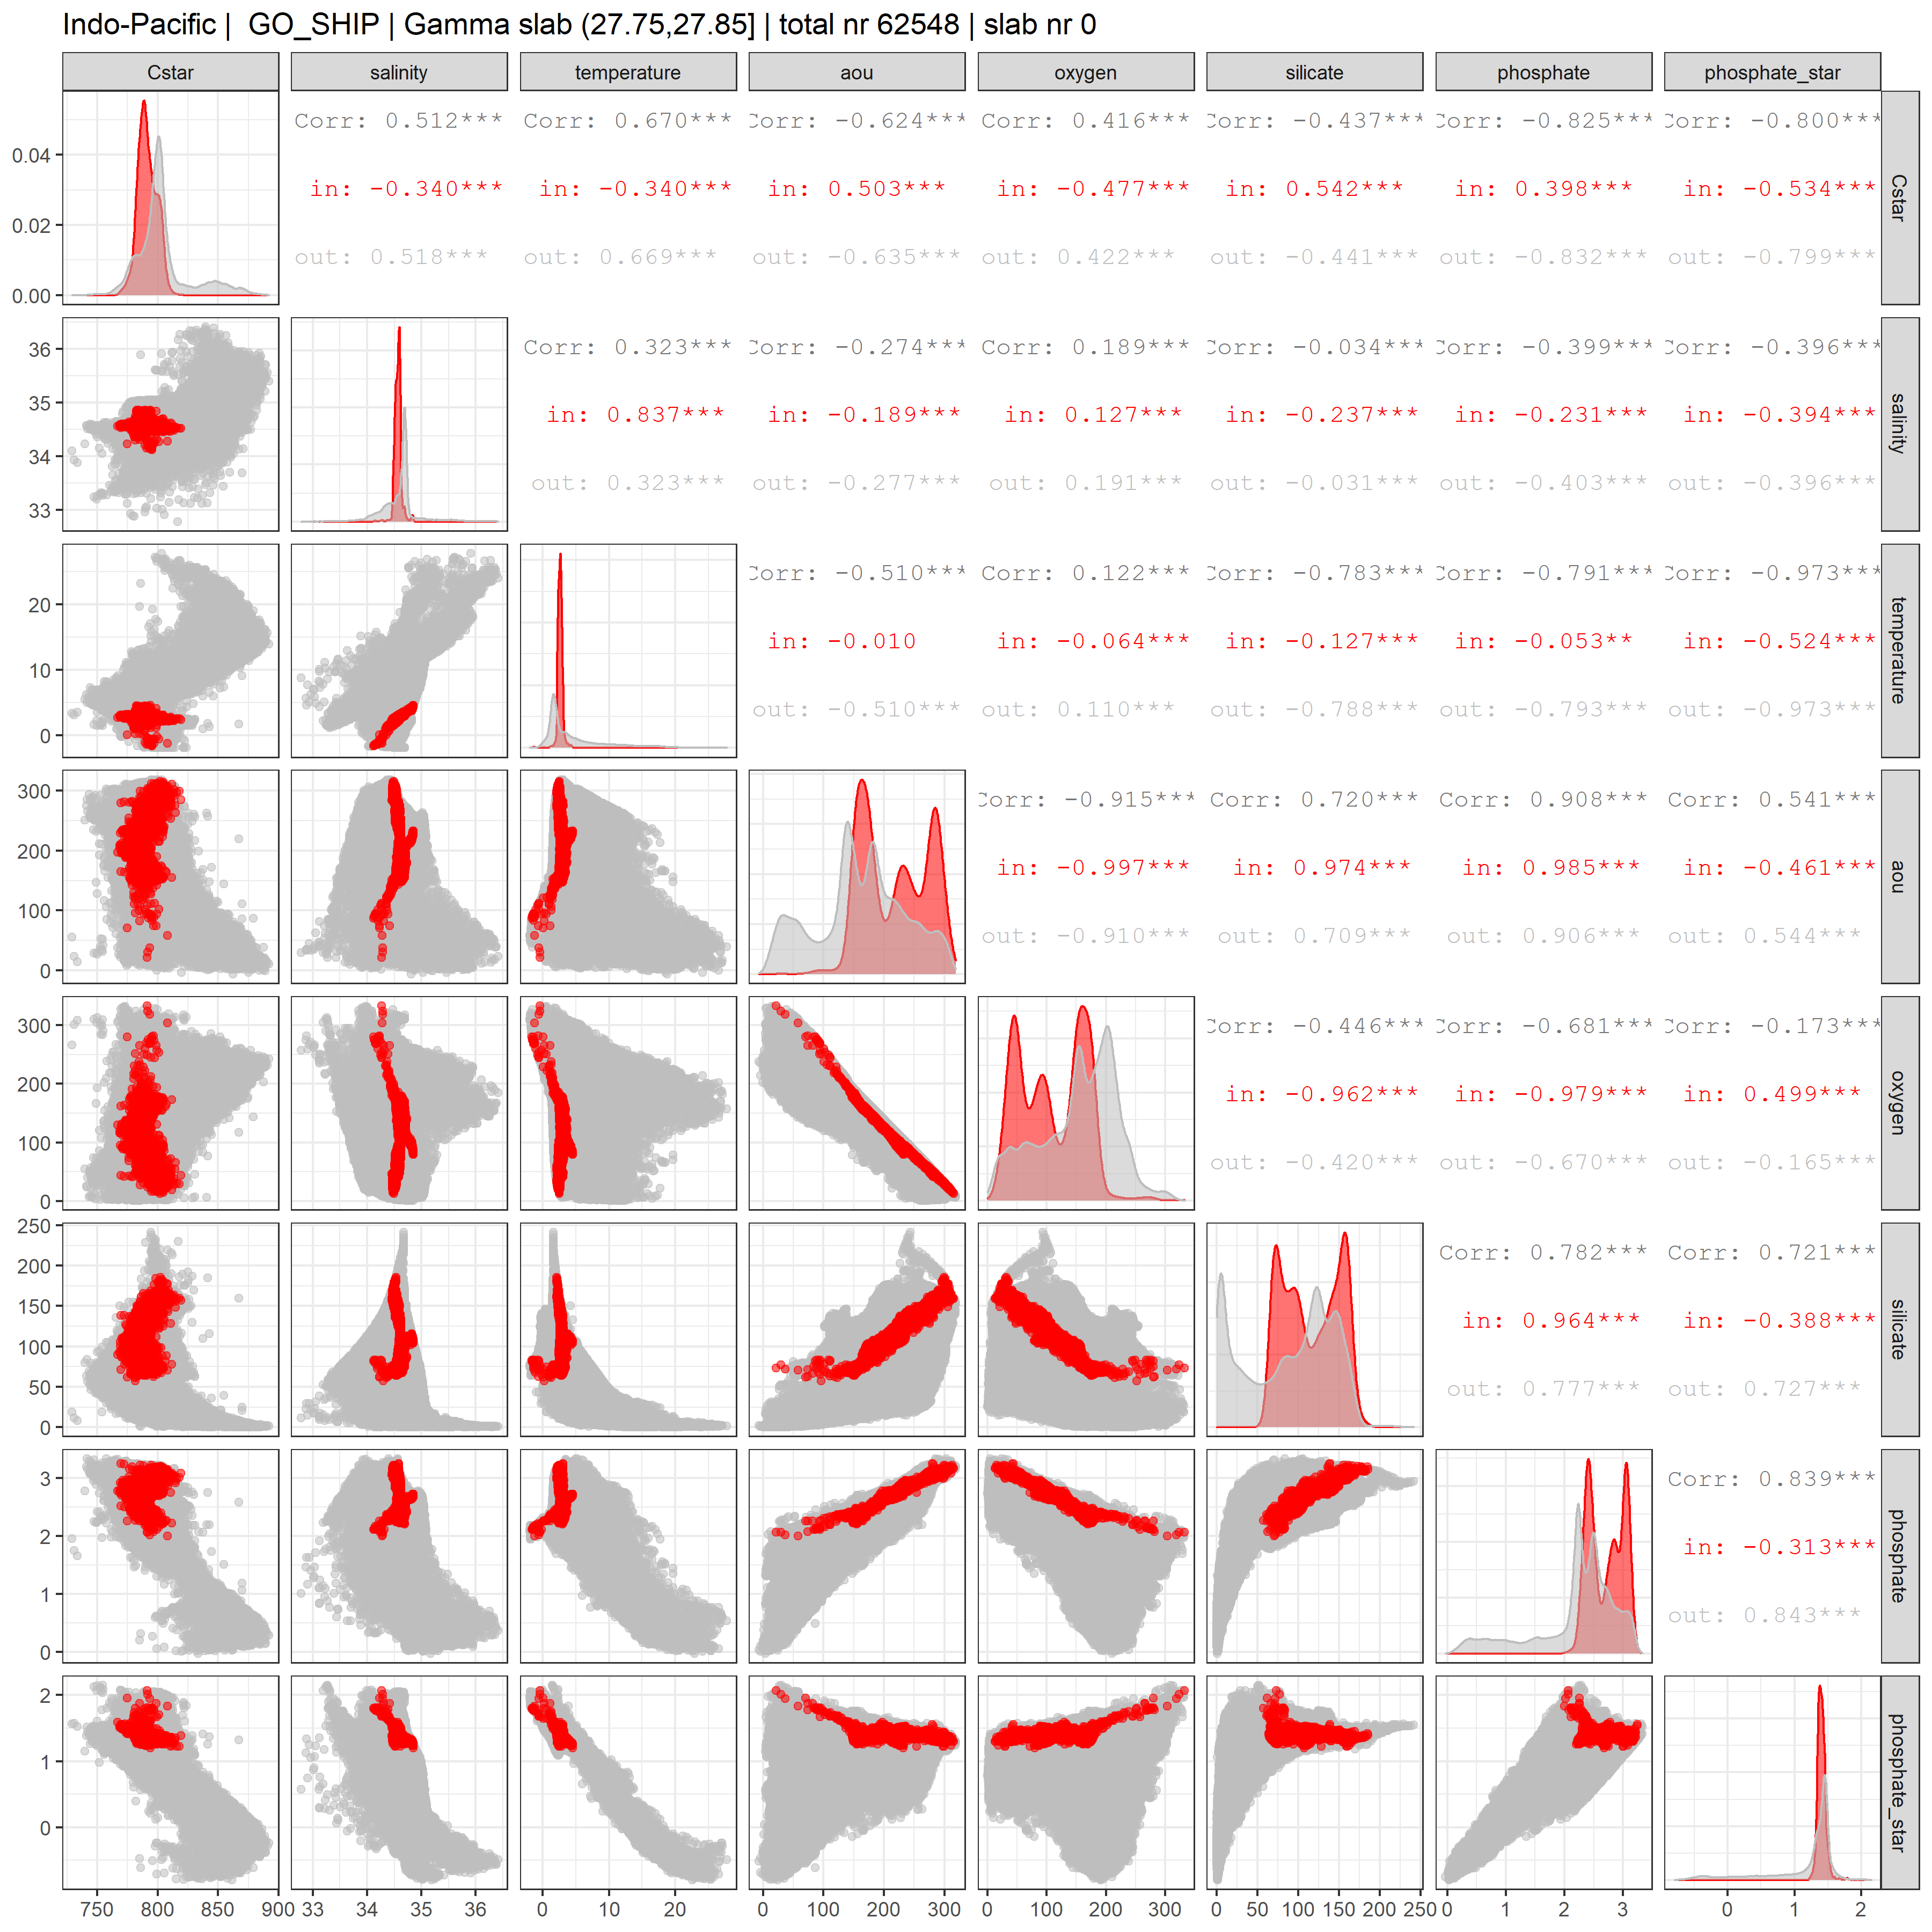 Indo-Pacific |  GO_SHIP | Gamma slab (27.75,27.85] | total nr 62548 | slab nr 0
Cstar salinity temperature aou oxygen silicate phosphate phosphate_star
Corr: 0.512*** Corr: 0.670*** Corr: -0.624*** Corr: 0.416*** Corr: -0.437*** Corr: -0.825*** Corr: -0.800***
in: -0.340*** in: -0.340*** in: 0.503*** in: -0.477*** in: 0.542*** in: 0.398*** in: -0.534***
out: 0.518*** out: 0.669*** out: -0.635*** out: 0.422*** out: -0.441*** out: -0.832*** out: -0.799***
0.04
0.02
0.00
Cstar
Corr: 0.323*** Corr: -0.274*** Corr: 0.189*** Corr: -0.034*** Corr: -0.399*** Corr: -0.396***
in: 0.837*** in: -0.189*** in: 0.127*** in: -0.237*** in: -0.231*** in: -0.394***
out: 0.323*** out: -0.277*** out: 0.191*** out: -0.031*** out: -0.403*** out: -0.396***
36
35
34
33
salinity
Corr: -0.510*** Corr: 0.122*** Corr: -0.783*** Corr: -0.791*** Corr: -0.973***
in: -0.010 in: -0.064*** in: -0.127*** in: -0.053** in: -0.524***
out: -0.510*** out: 0.110*** out: -0.788*** out: -0.793*** out: -0.973***
20
10
0
temperature
Corr: -0.915*** Corr: 0.720*** Corr: 0.908*** Corr: 0.541***
in: -0.997*** in: 0.974*** in: 0.985*** in: -0.461***
out: -0.910*** out: 0.709*** out: 0.906*** out: 0.544***
300
200
100
0
aou
Corr: -0.446*** Corr: -0.681*** Corr: -0.173***
in: -0.962*** in: -0.979*** in: 0.499***
out: -0.420*** out: -0.670*** out: -0.165***
300
200
100
0
oxygen
Corr: 0.782*** Corr: 0.721***
in: 0.964*** in: -0.388***
out: 0.777*** out: 0.727***
250
200
150
100
50
0
silicate
Corr: 0.839***
in: -0.313***
out: 0.843***
3
2
1
0
phosphate
2
1
0
phosphate_star
750 800 850 900 33 34 35 36 0 10 20 0 100 200 300 0 100 200 300 0 50 100 150 200 250 0 1 2 3 0 1 2